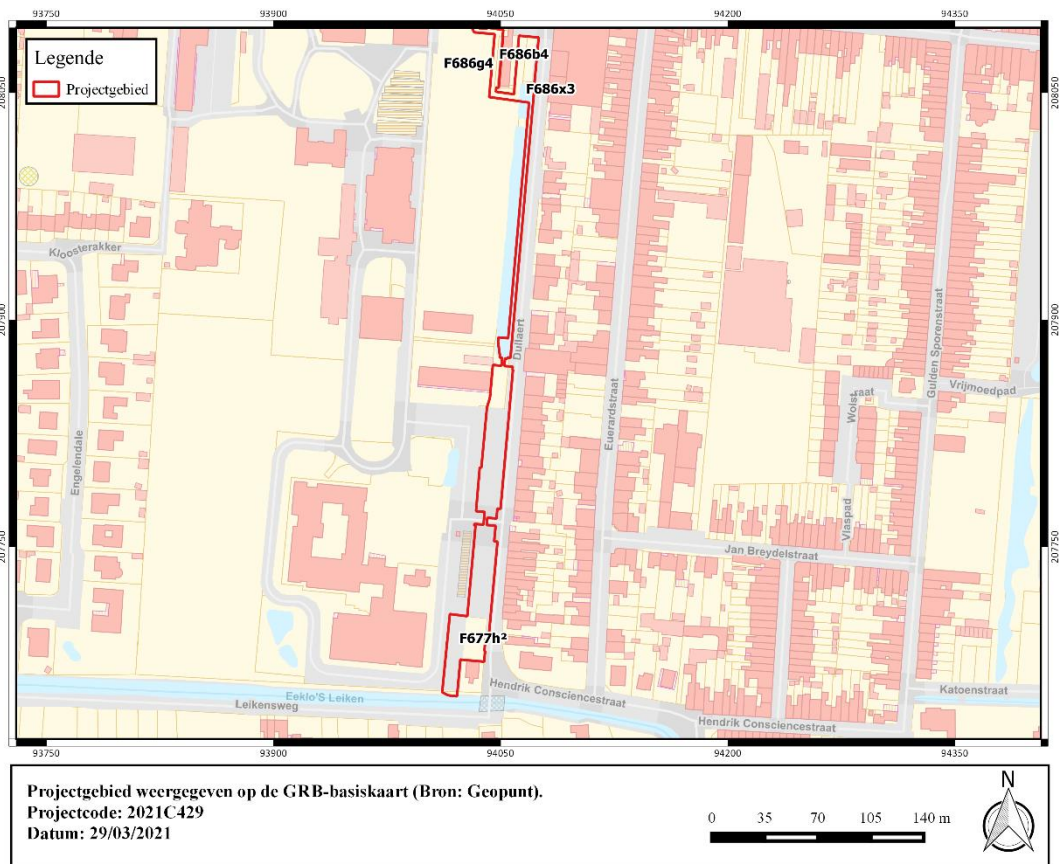 93750 93900 94050 94200 94350
Legende
Projectgebied
F686g4
F686b4
F686x3
208050
208050
Kloosterakker
207900
207900
Dullaert
Euerardstraat
Gulden Sporenstraat
Vrijmoedpad
Wolstraat
Engelendale
Vlaspad
207750
207750
Jan Breydelstraat
F677h²
Eeklo'S Leiken
Leikensweg
Hendrik Consciencestraat
Hendrik Consciencestraat
Katoenstraat
93750 93900 94050 94200 94350
Projectgebied weergegeven op de GRB-basiskaart (Bron: Geopunt).
Projectcode: 2021C429
Datum: 29/03/2021
0 35 70 105 140 m
N